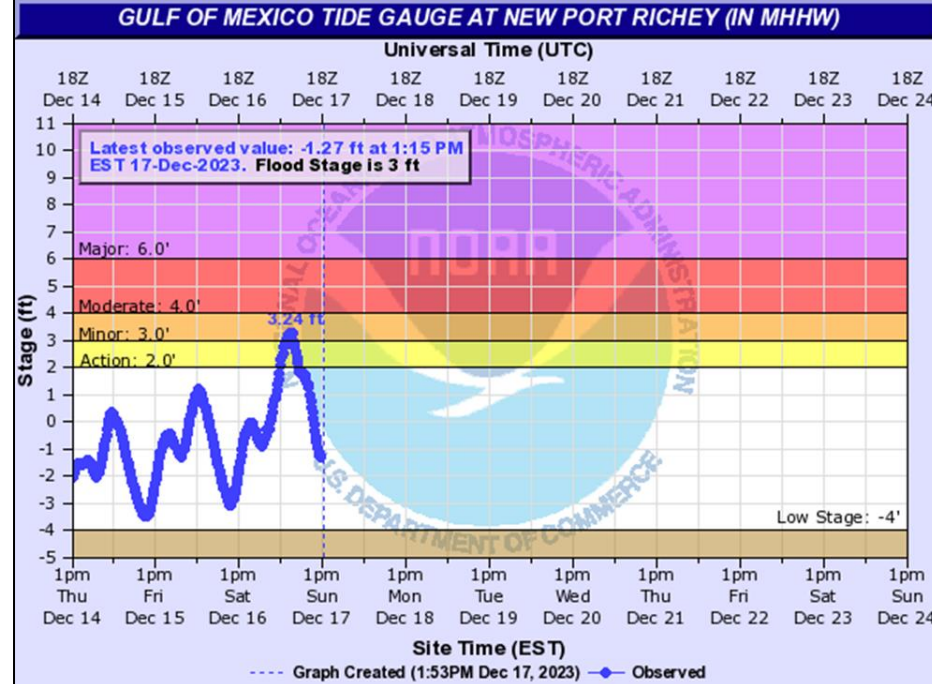 GULF OF MEXICO TIDE GAUGE AT NEW PORT RICHEY (IN MHHW)
Universal Time (UTC)
18Z 18Z 18Z 18Z 18Z 18Z 18Z 18Z 18Z 18Z 18Z
Dec 14 Dec 15 Dec 16 Dec 17 Dec 18 Dec 19 Dec 20 Dec 21 Dec 22 Dec 23 Dec 24
Latest observed value: -1.27 ft at 1:15 PM
EST 17-Dec-2023. Flood Stage is 3 ft
11
10
9
8
7
6
5
4
3
2
1
0
-1
-2
-3
-4
-5
Stage (ft)
Major: 6.0'
Moderate: 4.0'
3.24 ft
Minor: 3.0'
Action: 2.0'
Low Stage: -4'
NATIONAL OCEANIC AND ATMOSPHERIC ADMINISTRATION
NOAA
U.S. DEPARTMENT OF COMMERCE
1pm 1pm 1pm 1pm 1pm 1pm 1pm 1pm 1pm 1pm 1pm
Thu Fri Sat Sun Mon Tue Wed Thu Fri Sat Sun
Dec 14 Dec 15 Dec 16 Dec 17 Dec 18 Dec 19 Dec 20 Dec 21 Dec 22 Dec 23 Dec 24
Site Time (EST)
Graph Created (1:53PM Dec 17, 2023) Observed